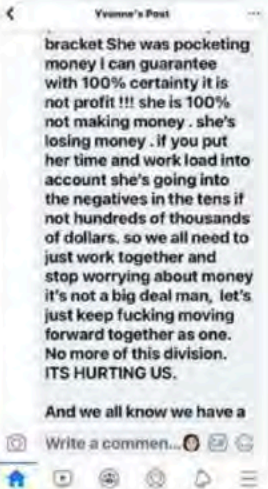 Yvonne's Post
bracket She was pocketing
money I can guarantee
with 100% certainty it is
not profit !!! she is 100%
not making money . she's
losing money . if you put
her time and work load into
account she's going into
the negatives in the tens if
not hundreds of thousands
of dollars. so we all need to
just work together and
stop worrying about money
it's not a big deal man, let's
just keep fucking moving
forward together as one.
No more of this division.
ITS HURTING US.
And we all know we have a
Write a commen...